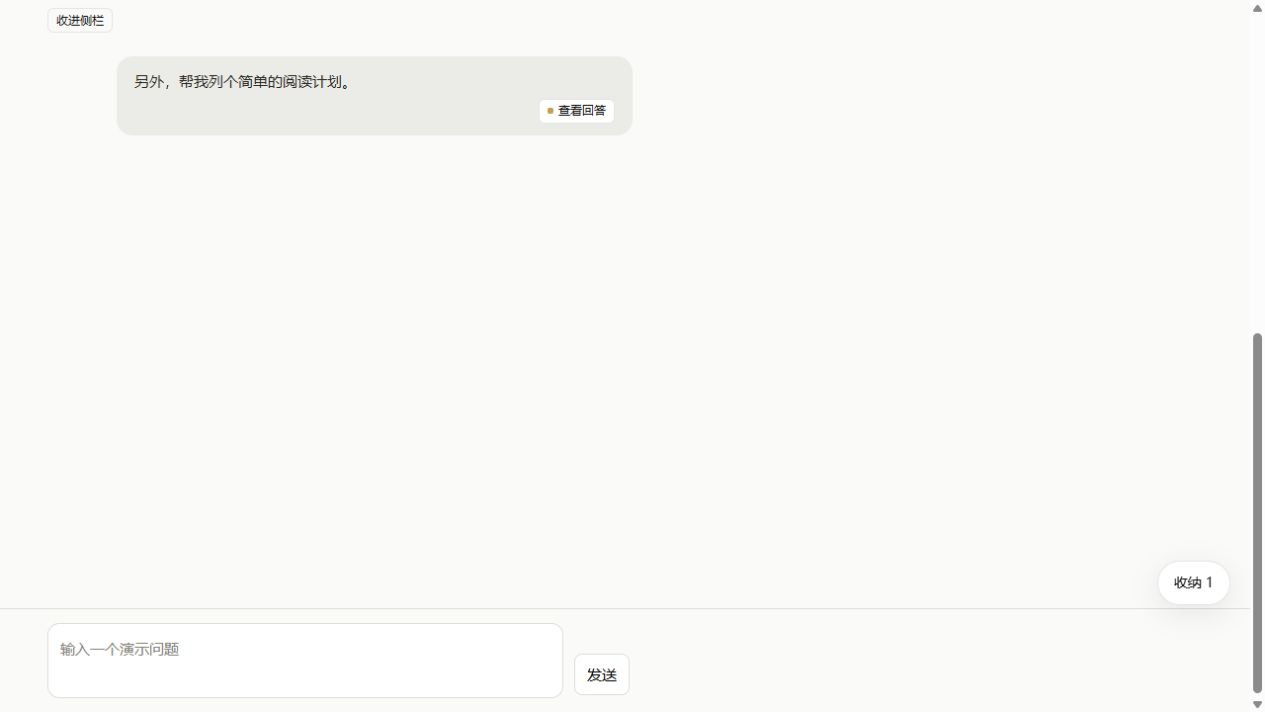 收进侧栏
另外，帮我列个简单的阅读计划。
查看回答
收纳 1
输入一个演示问题
发送